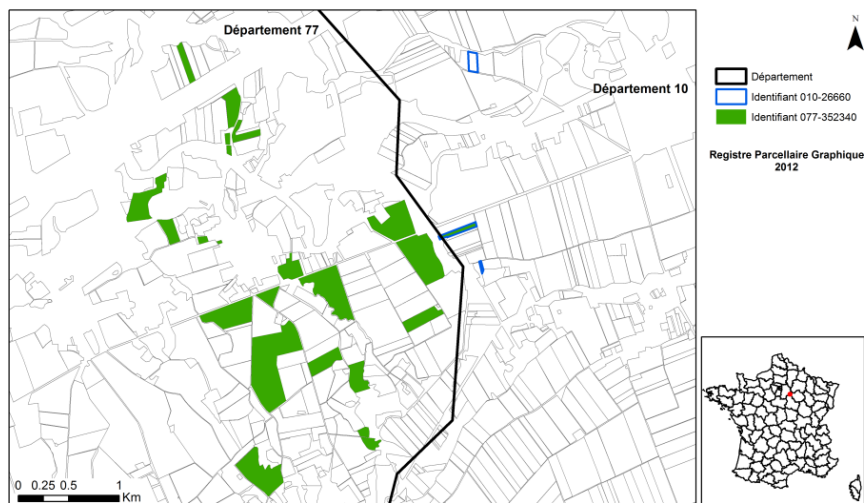 Département 77
Département 10
N
Département
Identifiant 010-26660
Identifiant 077-352340
Registre Parcellaire Graphique
2012
0 0.25 0.5 1
Km